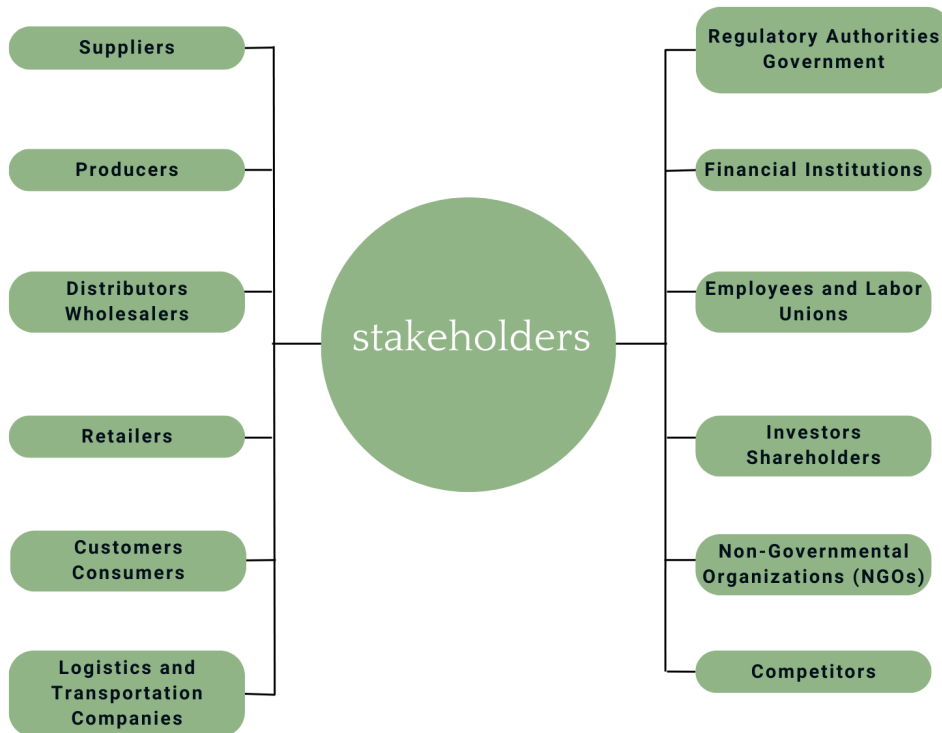 Suppliers
Producers
Distributors
Wholesalers
Retailers
Customers
Consumers
Logistics and
Transportation
Companies
stakeholders
Regulatory Authorities
Government
Financial Institutions
Employees and Labor
Unions
Investors
Shareholders
Non-Governmental
Organizations (NGOs)
Competitors